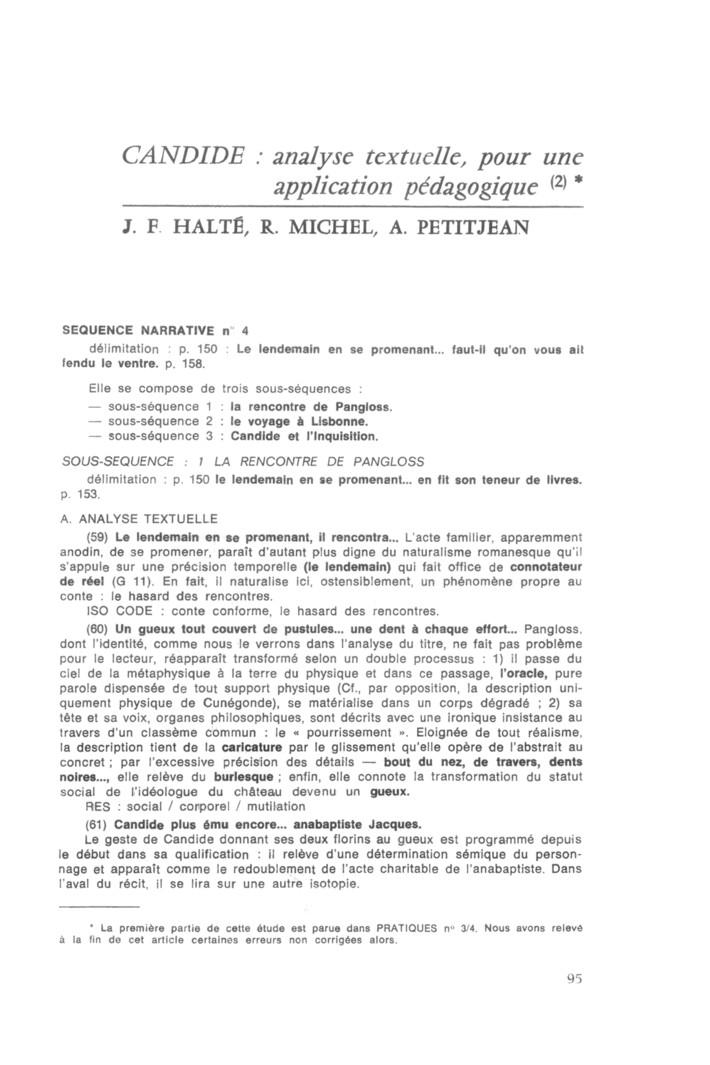 CANDIDE : analyse textuelle, pour une
application pédagogique (2) *
J. F. HALTÉ, R. MICHEL, A. PETITJEAN
SEQUENCE NARRATIVE n° 4
délimitation : p. 150 : Le lendemain en se promenant... faut-il qu'on vous ait
fendu le ventre. p. 158.
Elle se compose de trois sous-séquences :
— sous-séquence 1 : la rencontre de Pangloss.
— sous-séquence 2 : le voyage à Lisbonne.
— sous-séquence 3 : Candide et l'Inquisition.
SOUS-SEQUENCE : 1 LA RENCONTRE DE PANGLOSS
délimitation : p. 150 le lendemain en se promenant... en fit son teneur de livres.
p. 153.
A. ANALYSE TEXTUELLE
(59) Le lendemain en se promenant, il rencontra... L'acte familier, apparemment
anodin, de se promener, paraît d'autant plus digne du naturalisme romanesque qu'il
s'appuie sur une précision temporelle (le lendemain) qui fait office de connotateur
de réel (G 11). En fait, il naturalise ici, ostensiblement, un phénomène propre au
conte : le hasard des rencontres.
ISO CODE : conte conforme, le hasard des rencontres.
(60) Un gueux tout couvert de pustules... une dent à chaque effort... Pangloss,
dont l'identité, comme nous le verrons dans l'analyse du titre, ne fait pas problème
pour le lecteur, réapparaît transformé selon un double processus : 1) il passe du
ciel de la métaphysique à la terre du physique et dans ce passage, l'oracle, pure
parole dispensée de tout support physique (Cf., par opposition, la description uni-
quement physique de Cunégonde), se matérialise dans un corps dégradé ; 2) sa
tête et sa voix, organes philosophiques, sont décrits avec une ironique insistance au
travers d'un classème commun : le « pourrissement ». Eloignée de tout réalisme,
la description tient de la caricature par le glissement qu'elle opère de l'abstrait au
concret ; par l'excessive précision des détails — bout du nez, de travers, dents
noires..., elle relève du burlesque ; enfin, elle connote la transformation du statut
social de l'idéologue du château devenu un gueux.
RES : social / corporel / mutilation
(61) Candide plus ému encore... anabaptiste Jacques.
Le geste de Candide donnant ses deux florins au gueux est programmé depuis
le début dans sa qualification : il relève d'une détermination sémique du person-
nage et apparaît comme le redoublement de l'acte charitable de l'anabaptiste. Dans
l'aval du récit, il se lira sur une autre isotopie.
* La première partie de cette étude est parue dans PRATIQUES n° 3/4. Nous avons relevé
à la fin de cet article certaines erreurs non corrigées alors.
95